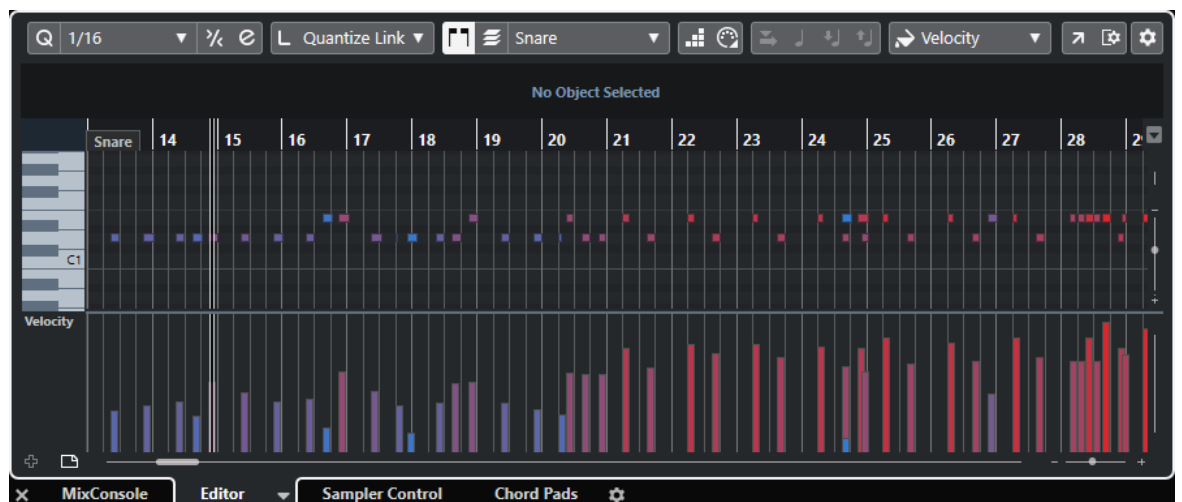 Q 1/16 L Quantize Link Snare Velocity
No Object Selected
Snare 14 15 16 17 18 19 20 21 22 23 24 25 26 27 28 2
C1
Velocity
MixConsole Editor Sampler Control Chord Pads